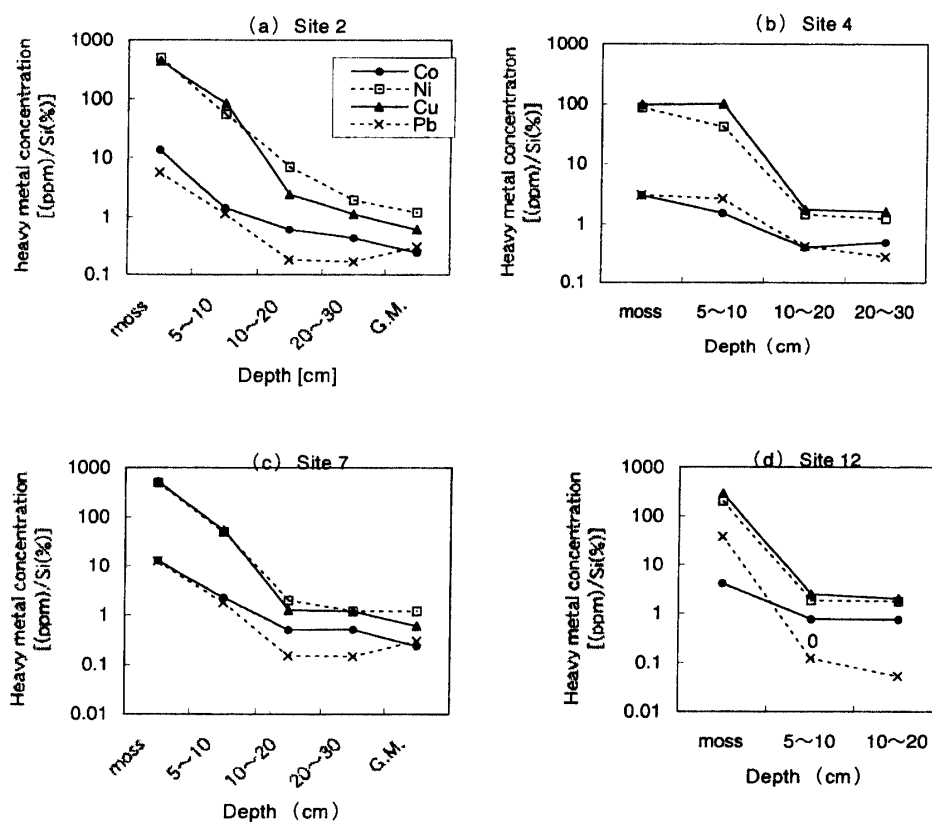 (a) Site 2
heavy metal concentration
[(ppm)/Si(%)]
1000
100
10
1
0.1
Co
Ni
Cu
Pb
moss
5～10
10～20
20～30
G.M.
Depth [cm]
(b) Site 4
Heavy metal concentration
[(ppm)/Si(%)]
1000
100
10
1
0.1
moss
5～10
10～20
20～30
Depth (cm)
(c) Site 7
Heavy metal concentration
[(ppm)/Si(%)]
1000
100
10
1
0.1
0.01
moss
5～10
10～20
20～30
G.M.
Depth (cm)
(d) Site 12
Heavy metal concentration
[(ppm)/Si(%)]
1000
100
10
1
0.1
0.01
0
moss
5～10
10～20
Depth (cm)